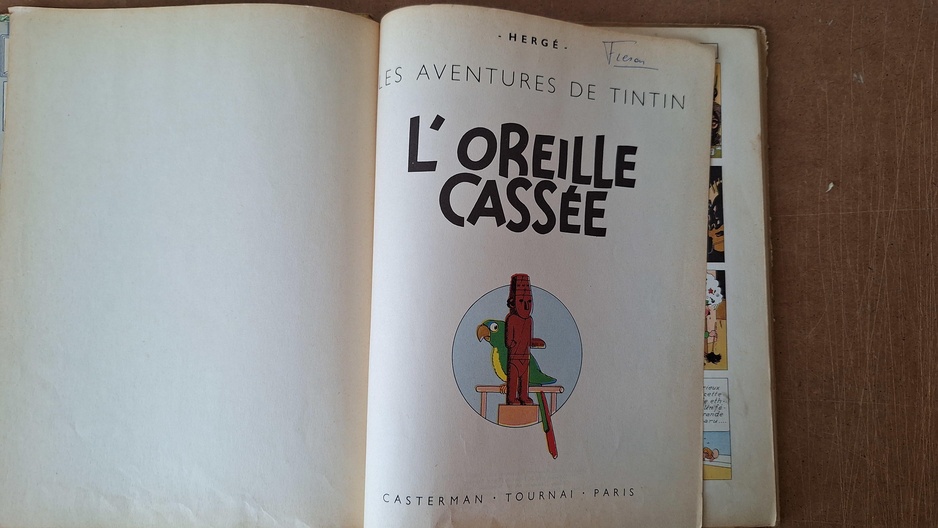 - HERGÉ -
LES AVENTURES DE TINTIN
L'OREILLE
CASSÉE
CASTERMAN · TOURNAI · PARIS